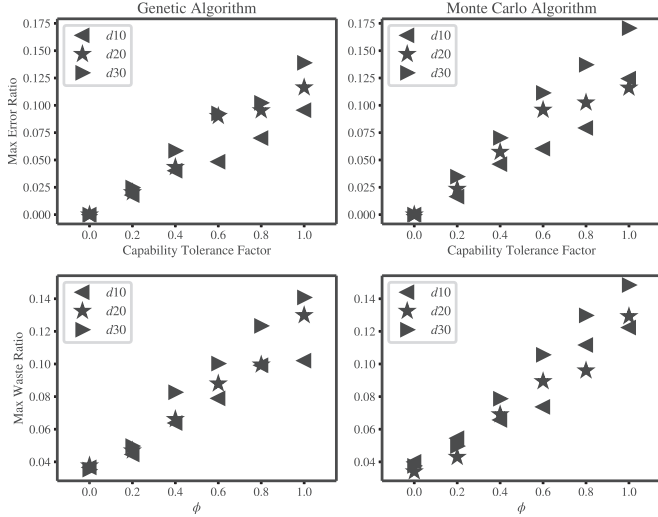 Genetic Algorithm
Monte Carlo Algorithm
Max Error Ratio
0.175
0.150
0.125
0.100
0.075
0.050
0.025
0.000
d10
d20
d30
0.0 0.2 0.4 0.6 0.8 1.0
Capability Tolerance Factor
0.175
0.150
0.125
0.100
0.075
0.050
0.025
0.000
d10
d20
d30
0.0 0.2 0.4 0.6 0.8 1.0
Capability Tolerance Factor
Max Waste Ratio
0.14
0.12
0.10
0.08
0.06
0.04
d10
d20
d30
0.0 0.2 0.4 0.6 0.8 1.0
ϕ
0.14
0.12
0.10
0.08
0.06
0.04
d10
d20
d30
0.0 0.2 0.4 0.6 0.8 1.0
ϕ